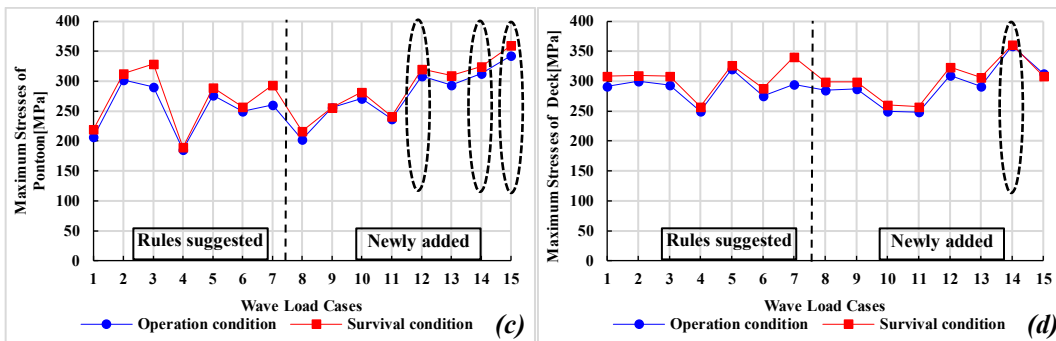 Maximum Stresses of
Pontoon[MPa]
400
350
300
250
200
150
100
50
0
Rules suggested
Newly added
1 2 3 4 5 6 7 8 9 10 11 12 13 14 15
Wave Load Cases
Operation condition Survival condition (c)
Maximum Stresses of Deck[MPa]
400
350
300
250
200
150
100
50
0
Rules suggested
Newly added
1 2 3 4 5 6 7 8 9 10 11 12 13 14 15
Wave Load Cases
Operation condition Survival condition (d)